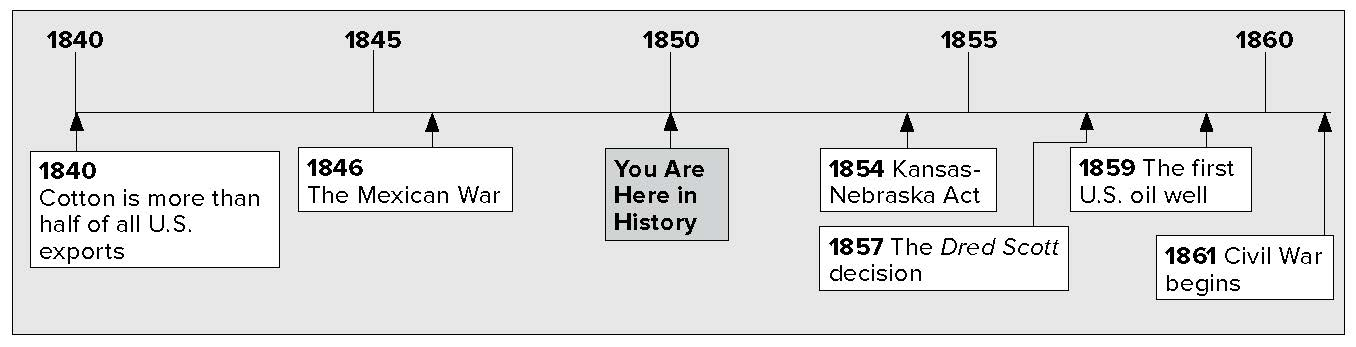 1840 1845 1850 1855 1860
1840
Cotton is more than
half of all U.S.
exports
1846
The Mexican War
You Are
Here in
History
1854 Kansas-
Nebraska Act
1857 The Dred Scott
decision
1859 The first
U.S. oil well
1861 Civil War
begins